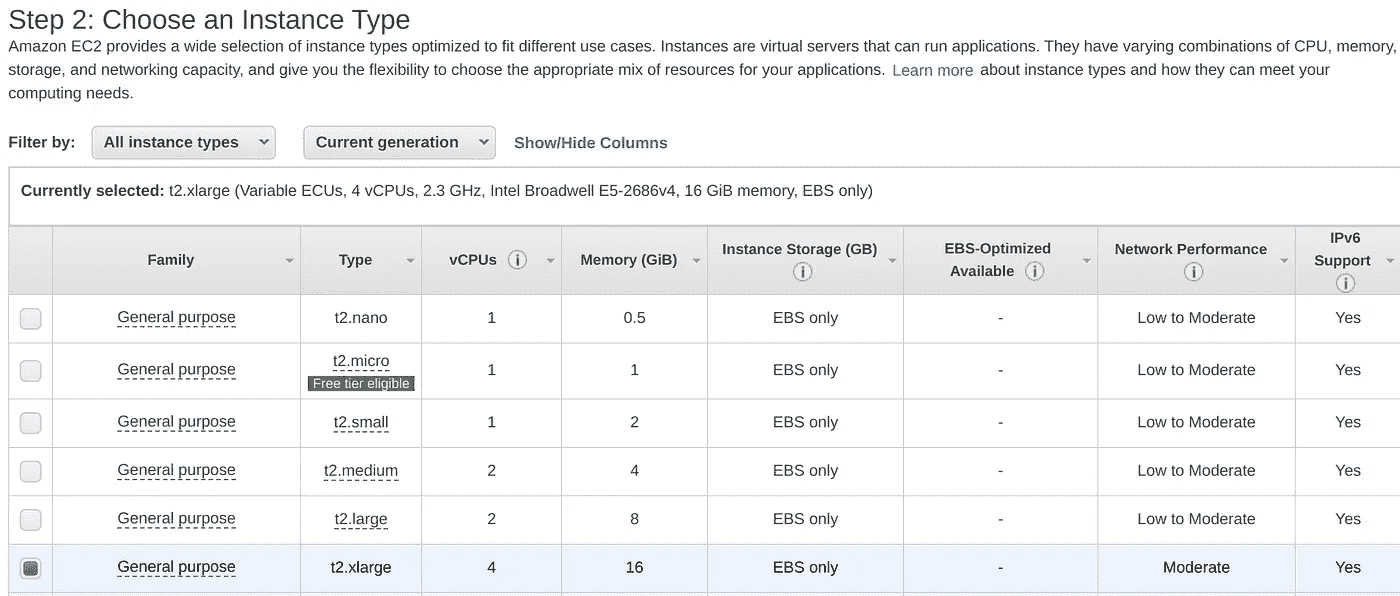 Step 2: Choose an Instance Type
Amazon EC2 provides a wide selection of instance types optimized to fit different use cases. Instances are virtual servers that can run applications. They have varying combinations of CPU, memory,
storage, and networking capacity, and give you the flexibility to choose the appropriate mix of resources for your applications. Learn more about instance types and how they can meet your
computing needs.
Filter by: All instance types Current generation Show/Hide Columns
Currently selected: t2.xlarge (Variable ECUs, 4 vCPUs, 2.3 GHz, Intel Broadwell E5-2686v4, 16 GiB memory, EBS only)
Family Type vCPUs Memory (GiB) Instance Storage (GB) EBS-Optimized Available Network Performance IPv6 Support
General purpose t2.nano 1 0.5 EBS only - Low to Moderate Yes
General purpose t2.micro Free tier eligible 1 1 EBS only - Low to Moderate Yes
General purpose t2.small 1 2 EBS only - Low to Moderate Yes
General purpose t2.medium 2 4 EBS only - Low to Moderate Yes
General purpose t2.large 2 8 EBS only - Low to Moderate Yes
General purpose t2.xlarge 4 16 EBS only - Moderate Yes